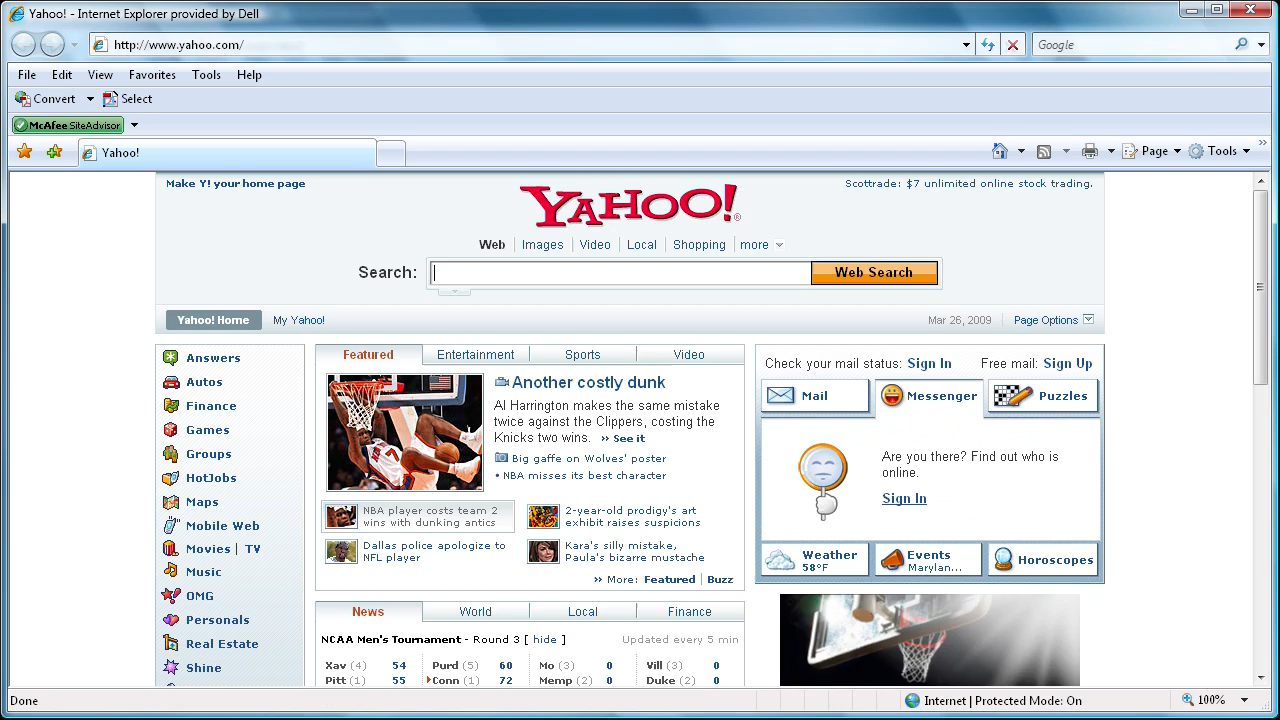 Yahoo! - Internet Explorer provided by Dell
http://www.yahoo.com/
Google
File Edit View Favorites Tools Help
Convert Select
McAfee SiteAdvisor
Yahoo!
Page Tools
Make Y! your home page
Scottrade: $7 unlimited online stock trading.
YAHOO!®
Web Images Video Local Shopping more
Search: Web Search
Yahoo! Home My Yahoo!
Mar 26, 2009 Page Options
Answers
Autos
Finance
Games
Groups
HotJobs
Maps
Mobile Web
Movies | TV
Music
OMG
Personals
Real Estate
Shine
Featured Entertainment Sports Video
Another costly dunk
Al Harrington makes the same mistake
twice against the Clippers, costing the
Knicks two wins. » See it
Big gaffe on Wolves' poster
• NBA misses its best character
NBA player costs team 2
wins with dunking antics
2-year-old prodigy's art
exhibit raises suspicions
Dallas police apologize to
NFL player
Kara's silly mistake,
Paula's bizarre mustache
» More: Featured | Buzz
News World Local Finance
NCAA Men's Tournament - Round 3 [ hide ]
Updated every 5 min
Xav (4) 54 Purd (5) 60 Mo (3) 0 Vill (3) 0
Pitt (1) 55 Conn (1) 72 Memp (2) 0 Duke (2) 0
Check your mail status: Sign In Free mail: Sign Up
Mail Messenger Puzzles
Are you there? Find out who is
online.
Sign In
Weather
58°F
Events
Marylan...
Horoscopes
Done
Internet | Protected Mode: On
100%